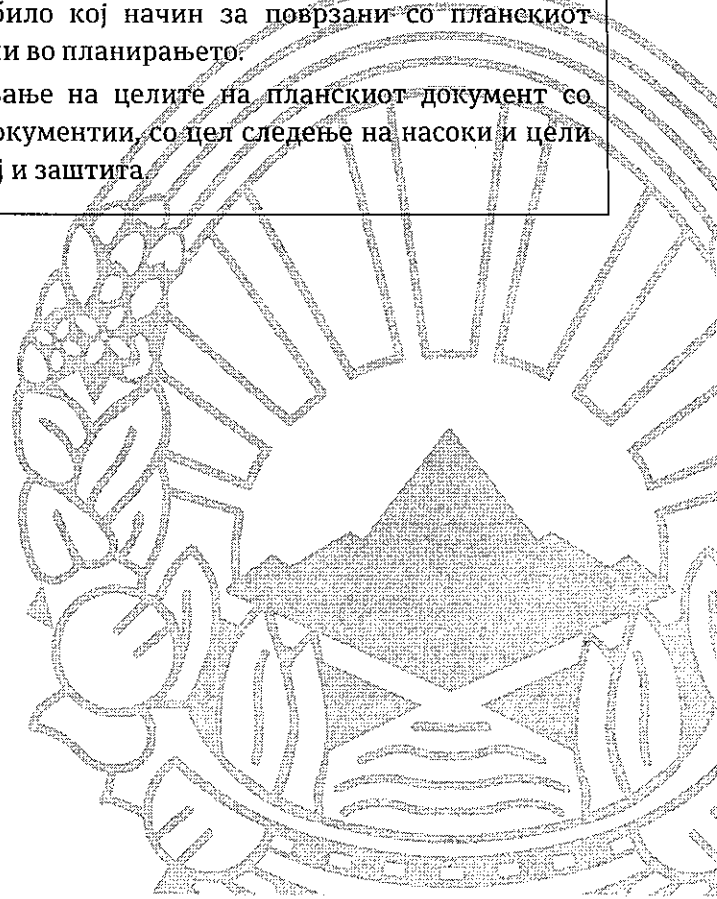 било кој начин за поврзани со планскиот
и во планирањето.
ање на целите на планскиот документ со
окументии, со цел следење на насоки и цели
ј и заштита.